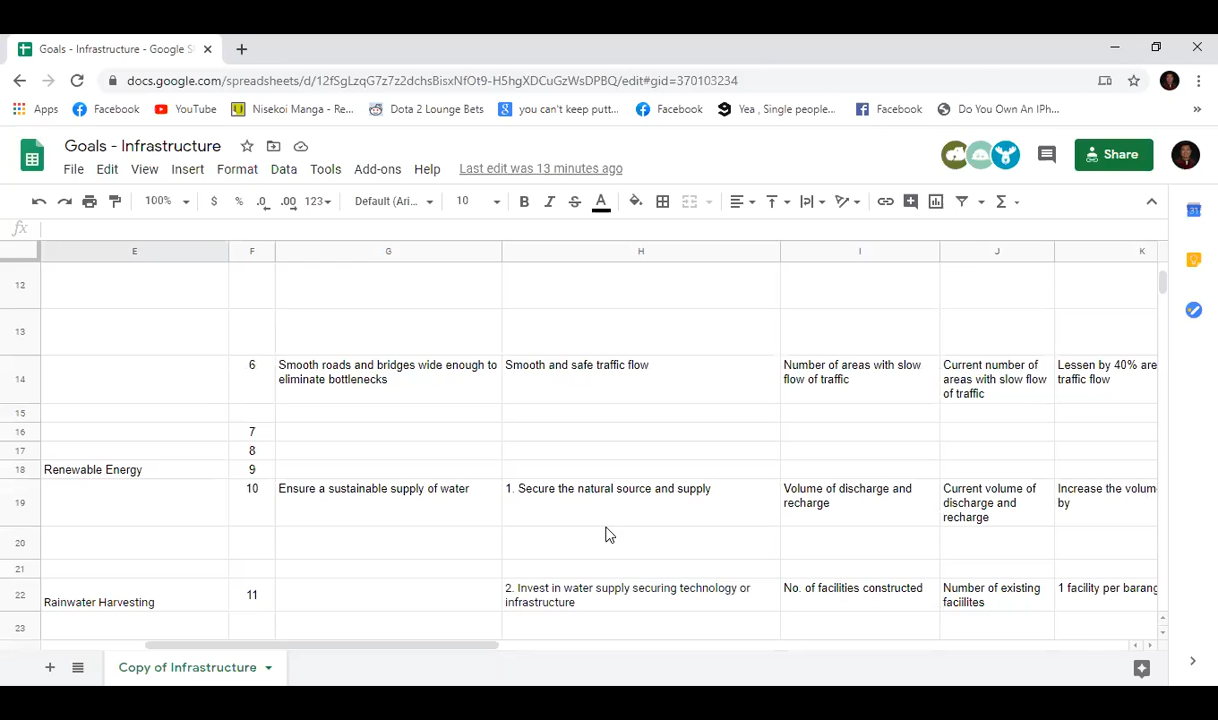 Goals - Infrastructure - Google S
docs.google.com/spreadsheets/d/12fSgLzqG7z7z2dchsBisxNfOt9-H5hgXDCuGzWsDPBQ/edit#gid=370103234
Apps Facebook YouTube Nisekoi Manga - Re... Dota 2 Lounge Bets you can't keep putt... Facebook Yea , Single people... Facebook Do You Own An IPh... »
Goals - Infrastructure
File Edit View Insert Format Data Tools Add-ons Help Last edit was 13 minutes ago
Share
100% $ % .0 .00 123 Default (Ari... 10 B I S A
fx
E F G H I J K
12
13
14 6 Smooth roads and bridges wide enough to Smooth and safe traffic flow Number of areas with slow Current number of Lessen by 40% are
eliminate bottlenecks flow of traffic areas with slow flow traffic flow
of traffic
15
16 7
17 8
18 Renewable Energy 9
19 10 Ensure a sustainable supply of water 1. Secure the natural source and supply Volume of discharge and Current volume of Increase the volum
recharge discharge and by
recharge
20
21
22 Rainwater Harvesting 11 2. Invest in water supply securing technology or No. of facilities constructed Number of existing 1 facility per barang
infrastructure faciilites
23
Copy of Infrastructure
31